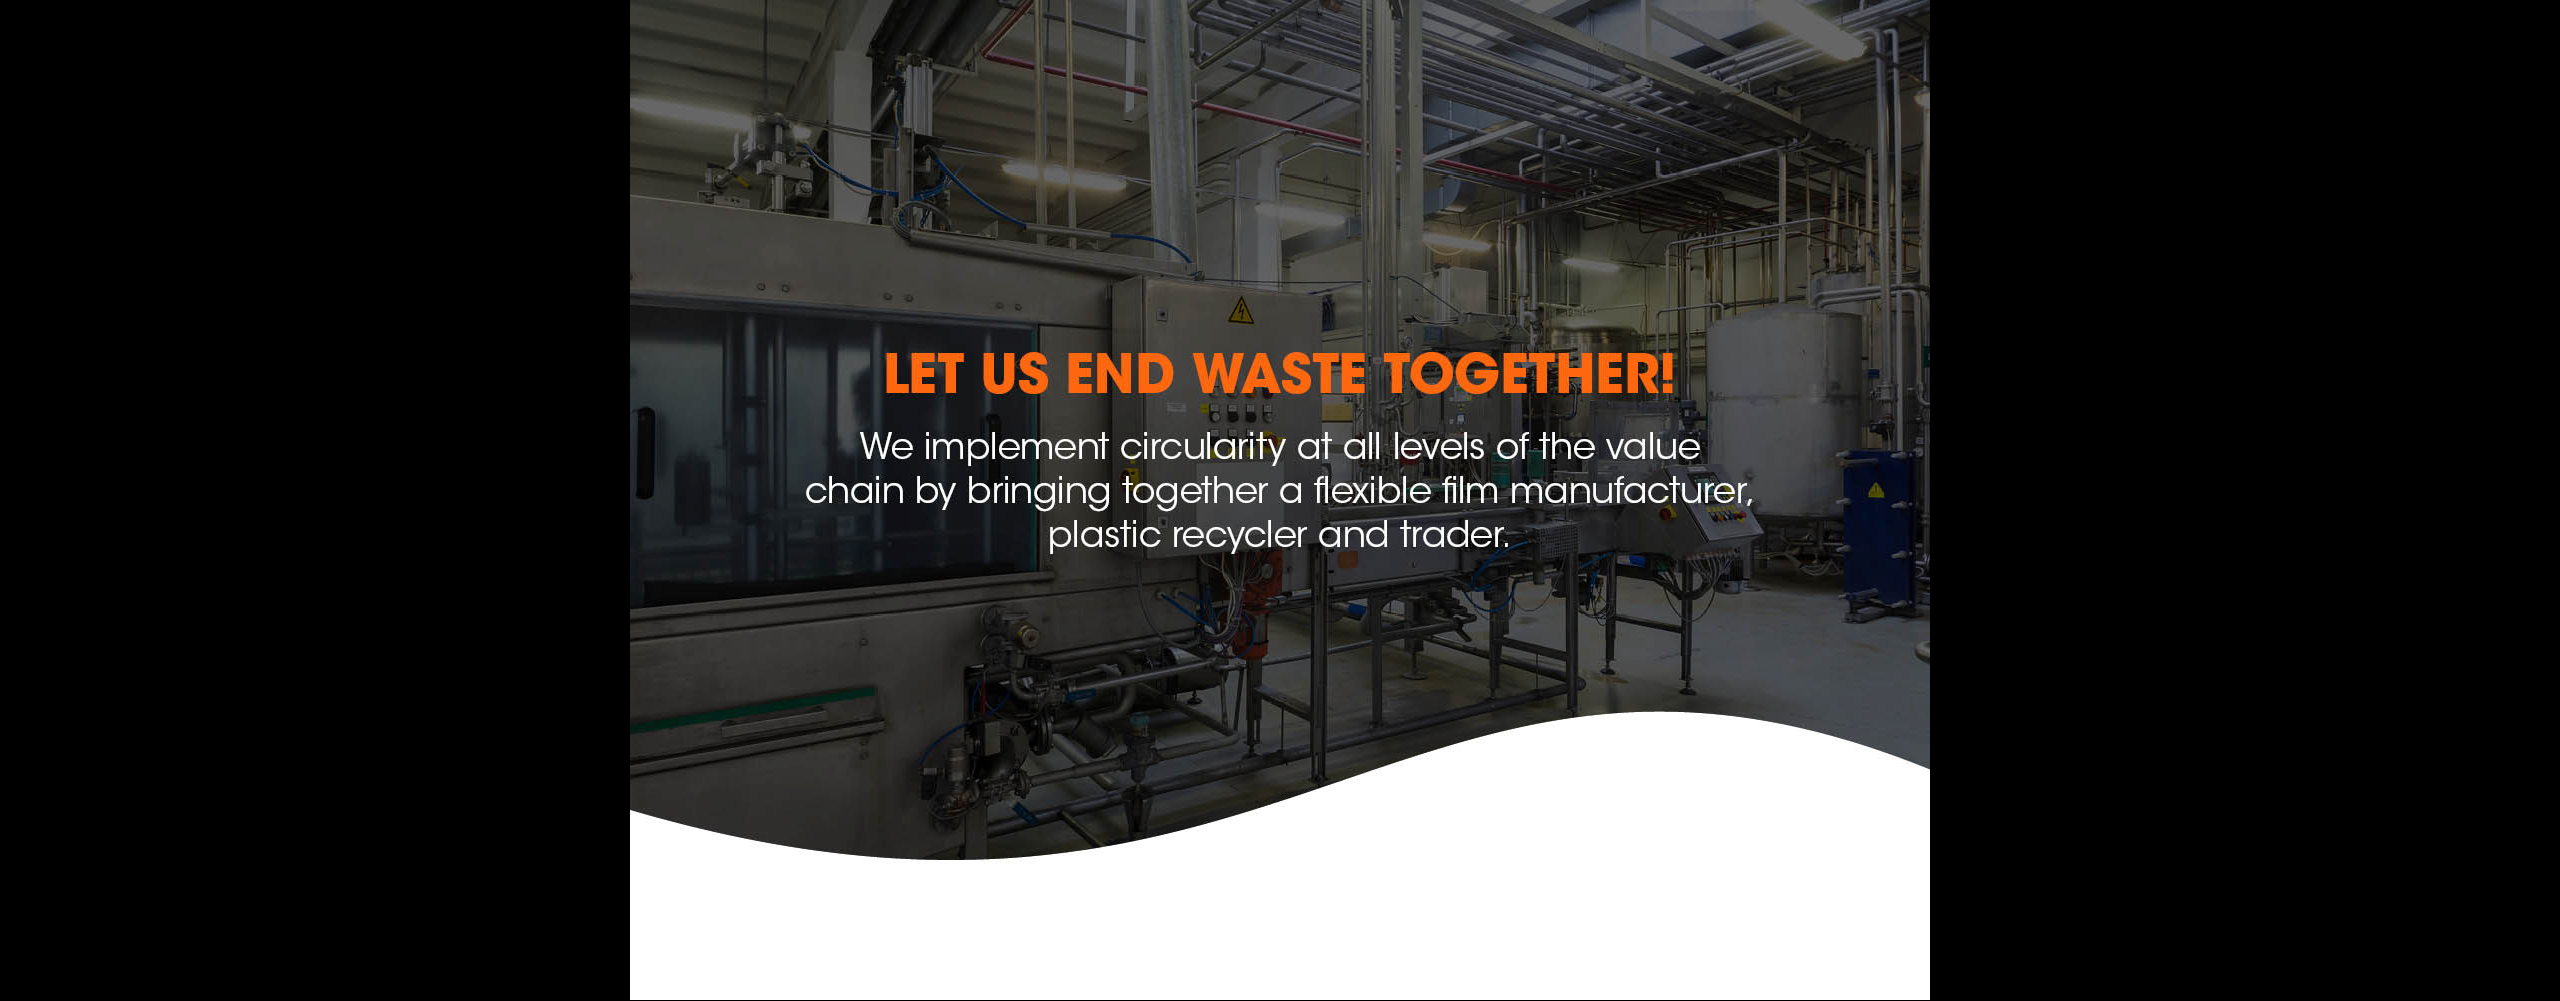 LET US END WASTE TOGETHER!
We implement circularity at all levels of the value
chain by bringing together a flexible film manufacturer,
plastic recycler and trader.